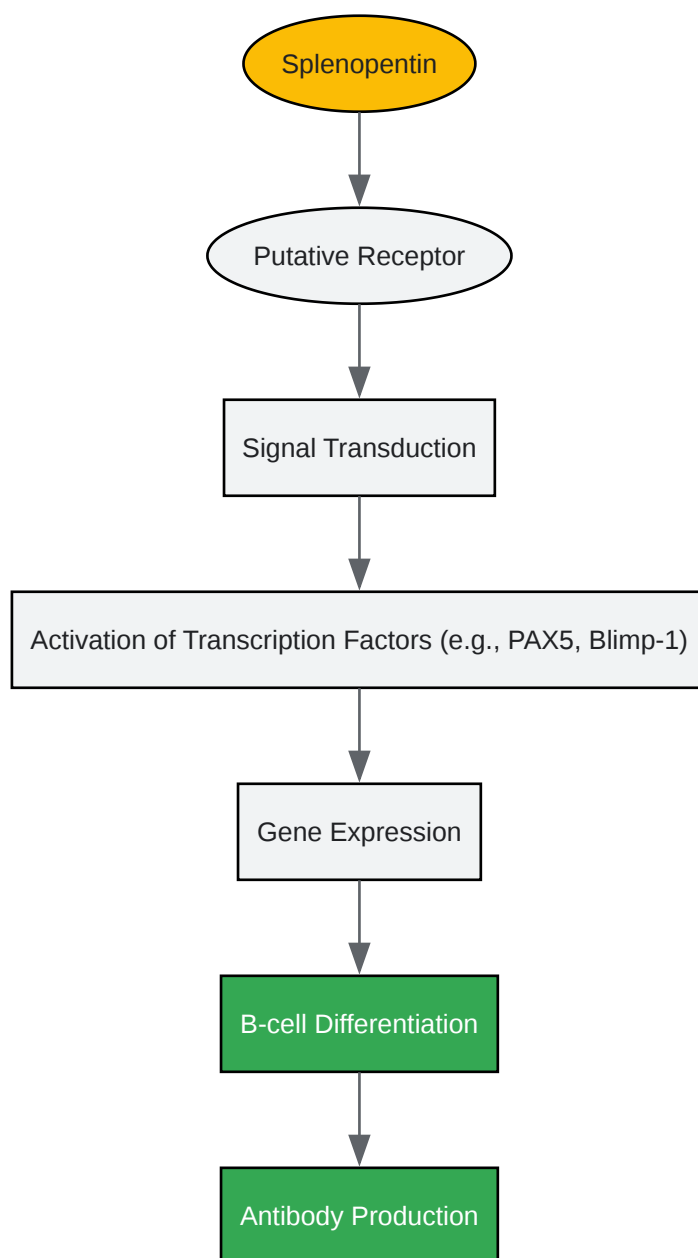 Splenopentin
Putative Receptor
Signal Transduction
Activation of Transcription Factors (e.g., PAX5, Blimp-1)
Gene Expression
B-cell Differentiation
Antibody Production